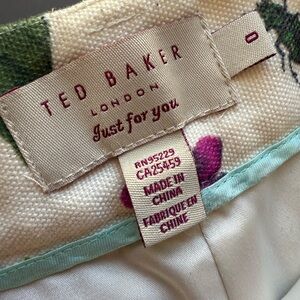 TED BAKER
LONDON
Just for you
0
RN95229
CA25459
MADE IN
CHINA
FABRIQUE EN
CHINE